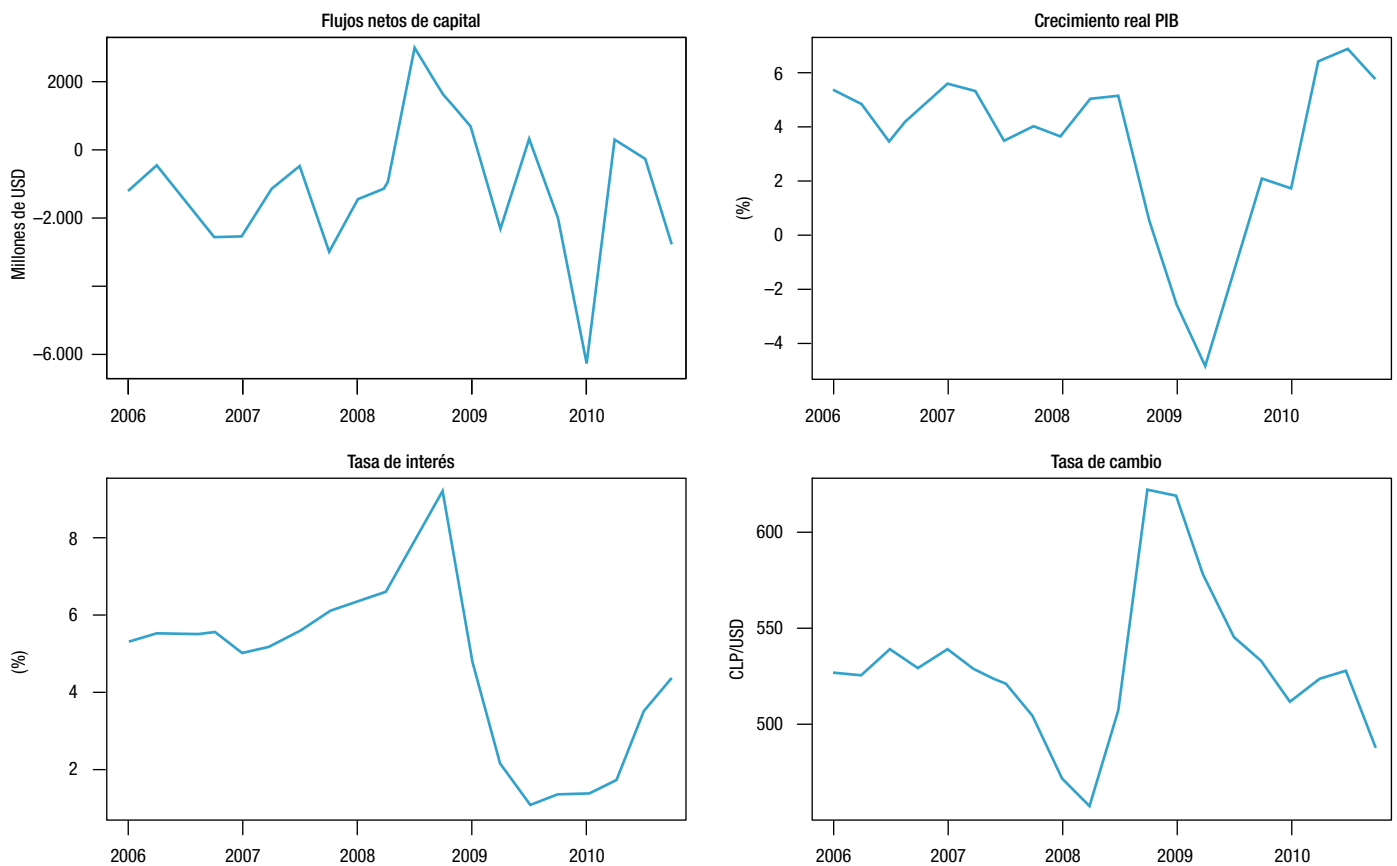 Flujos netos de capital
Millones de USD
2000
0
–2.000
–6.000
2006 2007 2008 2009 2010
Crecimiento real PIB
(%)
6
4
2
0
–2
–4
2006 2007 2008 2009 2010
Tasa de interés
(%)
8
6
4
2
2006 2007 2008 2009 2010
Tasa de cambio
CLP/USD
600
550
500
2006 2007 2008 2009 2010